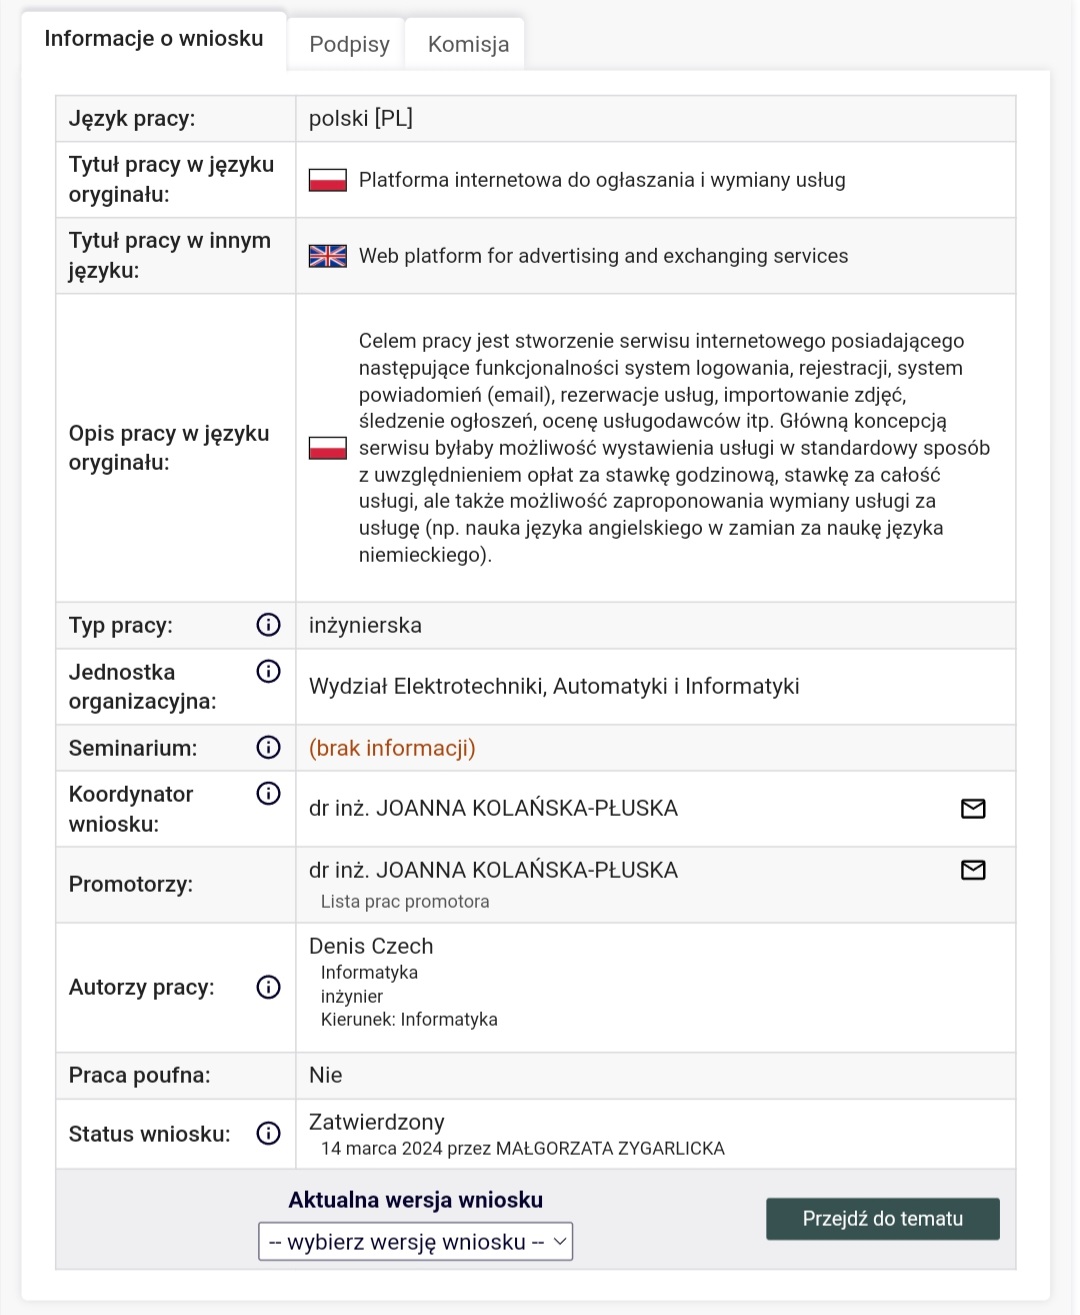 Informacje o wniosku
Podpisy
Komisja
Język pracy:
polski [PL]
Tytuł pracy w języku
oryginału:
Platforma internetowa do ogłaszania i wymiany usług
Tytuł pracy w innym
języku:
Web platform for advertising and exchanging services
Opis pracy w języku
oryginału:
Celem pracy jest stworzenie serwisu internetowego posiadającego
następujące funkcjonalności system logowania, rejestracji, system
powiadomień (email), rezerwacje usług, importowanie zdjęć,
śledzenie ogłoszeń, ocenę usługodawców itp. Główną koncepcją
serwisu byłaby możliwość wystawienia usługi w standardowy sposób
z uwzględnieniem opłat za stawkę godzinową, stawkę za całość
usługi, ale także możliwość zaproponowania wymiany usługi za
usługę (np. nauka języka angielskiego w zamian za naukę języka
niemieckiego).
Typ pracy:
inżynierska
Jednostka
organizacyjna:
Wydział Elektrotechniki, Automatyki i Informatyki
Seminarium:
(brak informacji)
Koordynator
wniosku:
dr inż. JOANNA KOLAŃSKA-PŁUSKA
Promotorzy:
dr inż. JOANNA KOLAŃSKA-PŁUSKA
Lista prac promotora
Autorzy pracy:
Denis Czech
Informatyka
inżynier
Kierunek: Informatyka
Praca poufna:
Nie
Status wniosku:
Zatwierdzony
14 marca 2024 przez MAŁGORZATA ZYGARLICKA
Aktualna wersja wniosku
-- wybierz wersję wniosku --
Przejdź do tematu